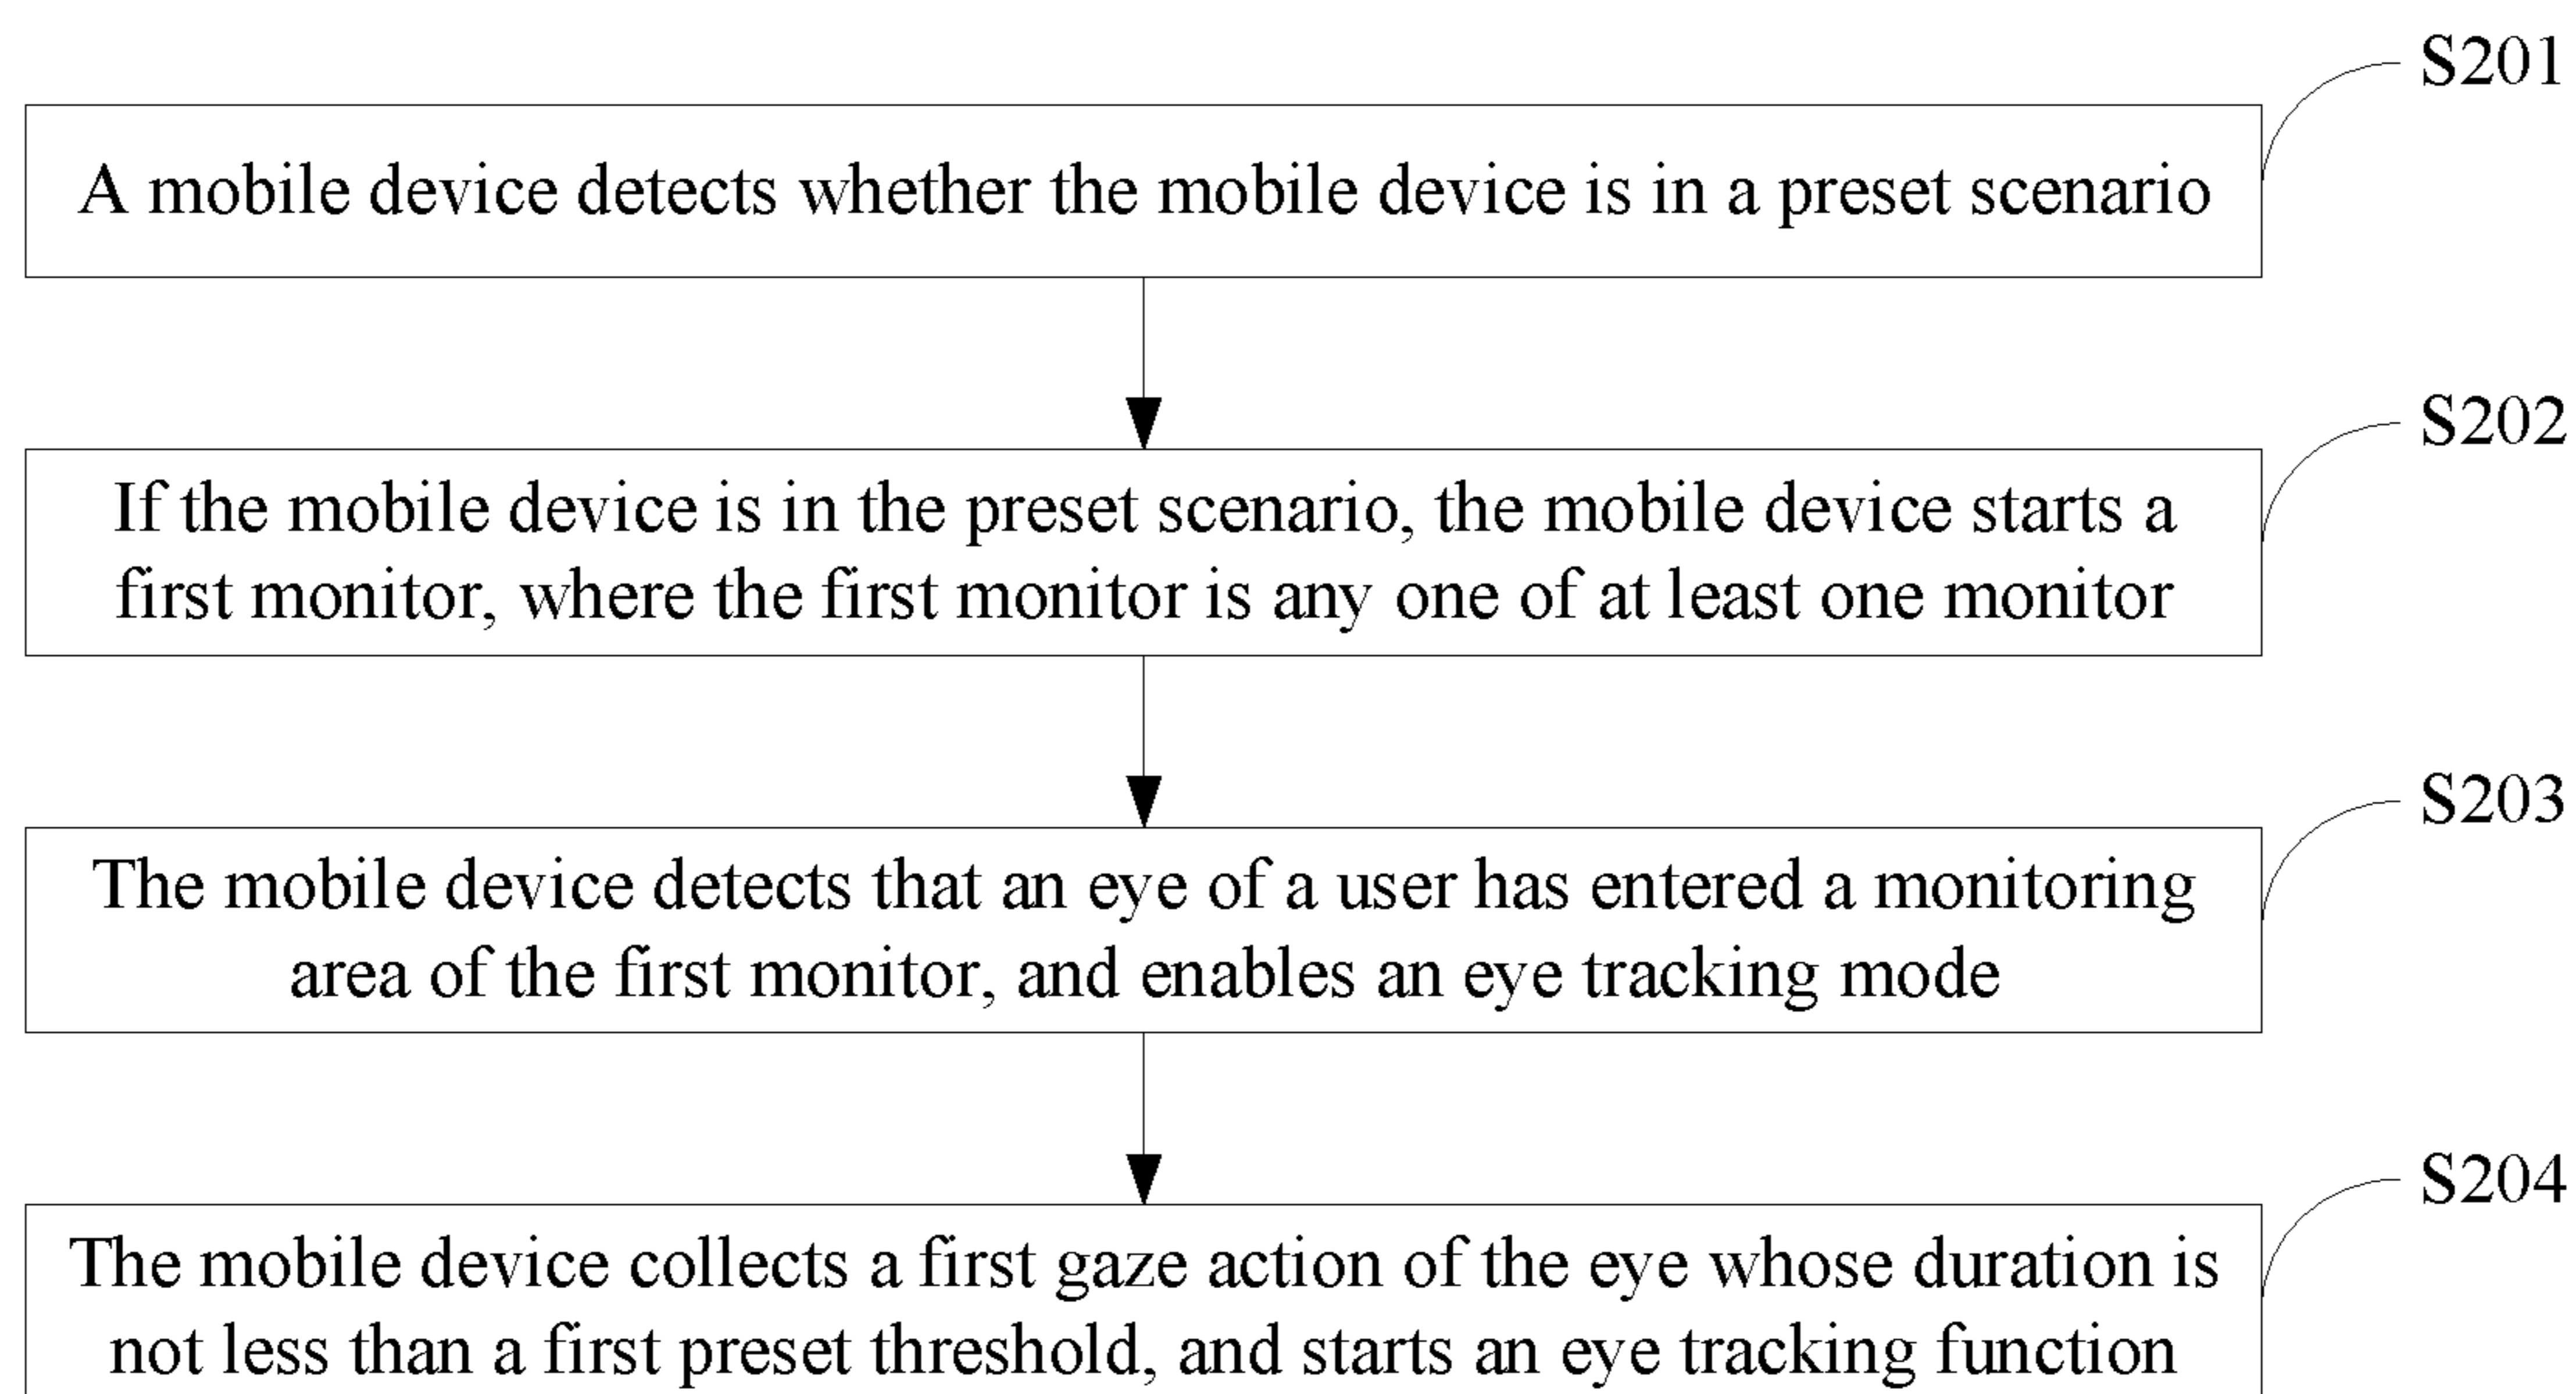 S201
A mobile device detects whether the mobile device is in a preset scenario
S202
If the mobile device is in the preset scenario, the mobile device starts a
first monitor, where the first monitor is any one of at least one monitor
S203
The mobile device detects that an eye of a user has entered a monitoring
area of the first monitor, and enables an eye tracking mode
S204
The mobile device collects a first gaze action of the eye whose duration is
not less than a first preset threshold, and starts an eye tracking function